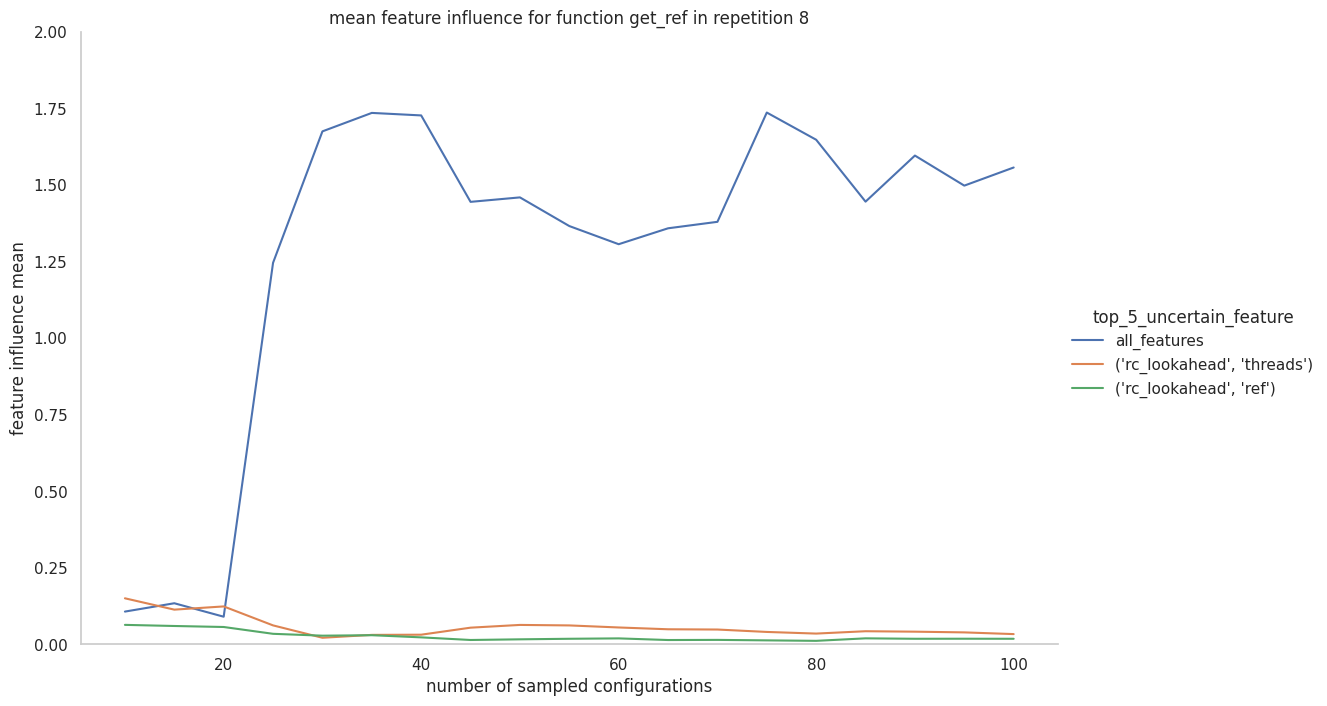 mean feature influence for function get_ref in repetition 8
2.00
1.75
1.50
1.25
1.00
0.75
0.50
0.25
0.00
feature influence mean
20
40
60
80
100
number of sampled configurations
top_5_uncertain_feature
all_features
('rc_lookahead', 'threads')
('rc_lookahead', 'ref')